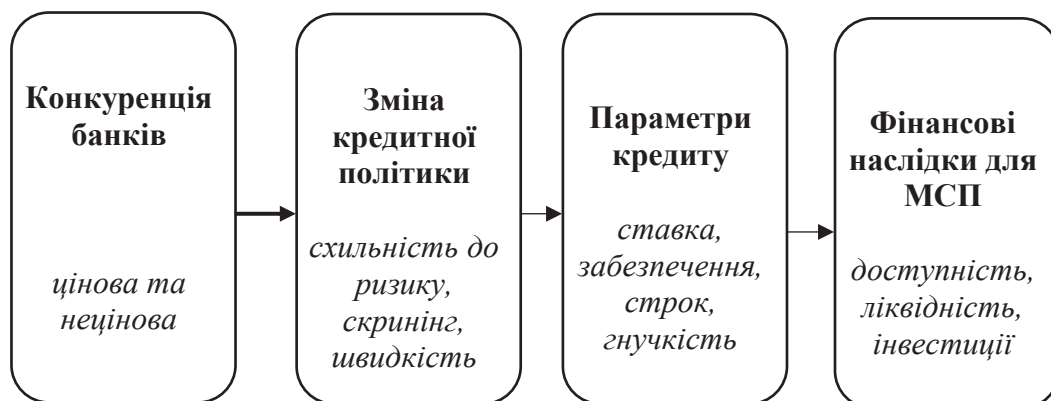 Конкуренція
банків
цінова та
нецінова
Зміна
кредитної
політики
схильність до
ризику,
скринінг,
швидкість
Параметри
кредиту
ставка,
забезпечення,
строк,
гнучкість
Фінансові
наслідки для
МСП
доступність,
ліквідність,
інвестиції